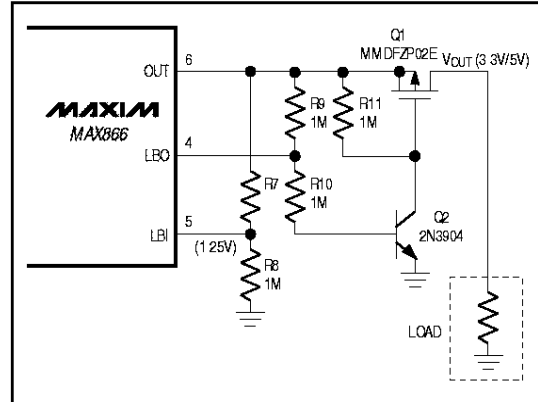 Q1
MMDFZP02E
VOUT (3 3V/5V)
6
OUT
R9
1M
R11
1M
MAXIM
MAX866
4
LBO
R7
R10
1M
Q2
2N3904
5
LBI
(1 25V)
R8
1M
LOAD